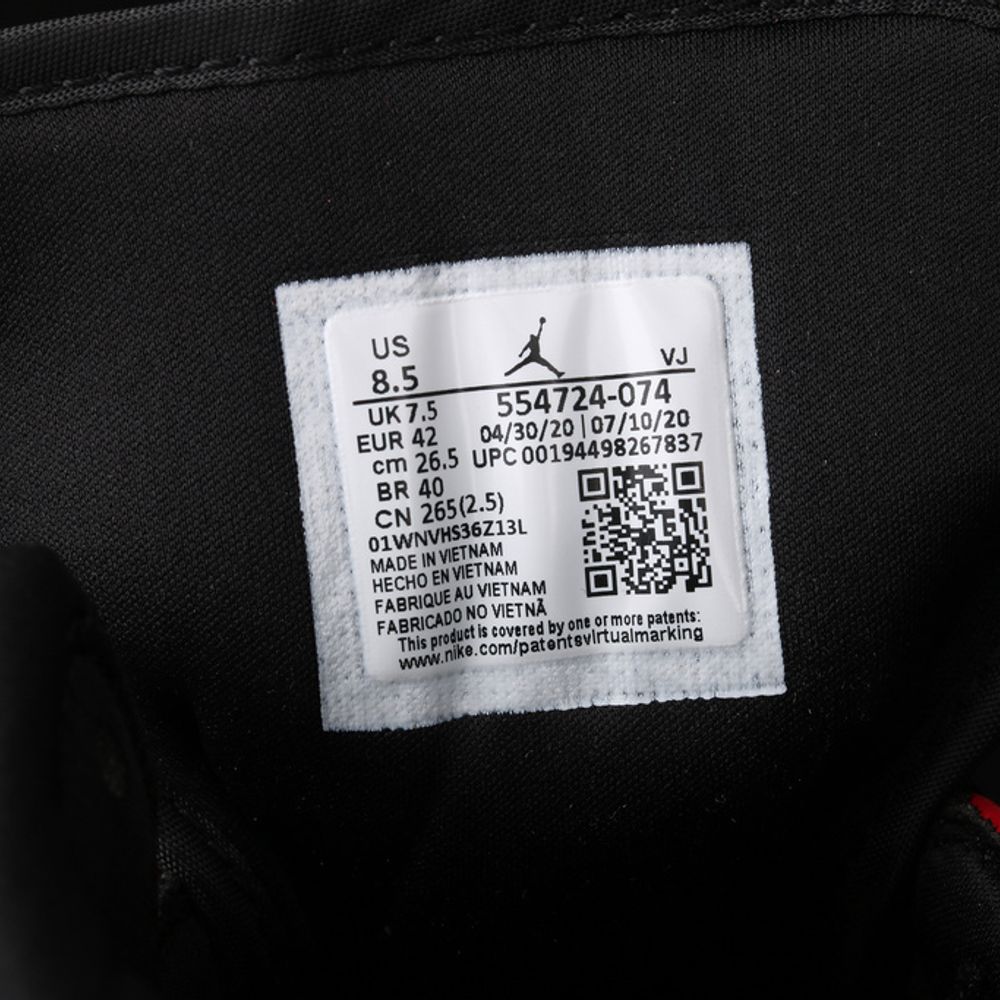 US
8.5
VJ
UK 7.5
554724-074
EUR 42
04/30/20 | 07/10/20
cm 26.5
UPC 00194498267837
BR 40
CN 265(2.5)
01WNVHS36Z13L
MADE IN VIETNAM
HECHO EN VIETNAM
FABRIQUE AU VIETNAM
FABRICADO NO VIETNÃ
This product is covered by one or more patents:
www.nike.com/patentsvirtualmarking